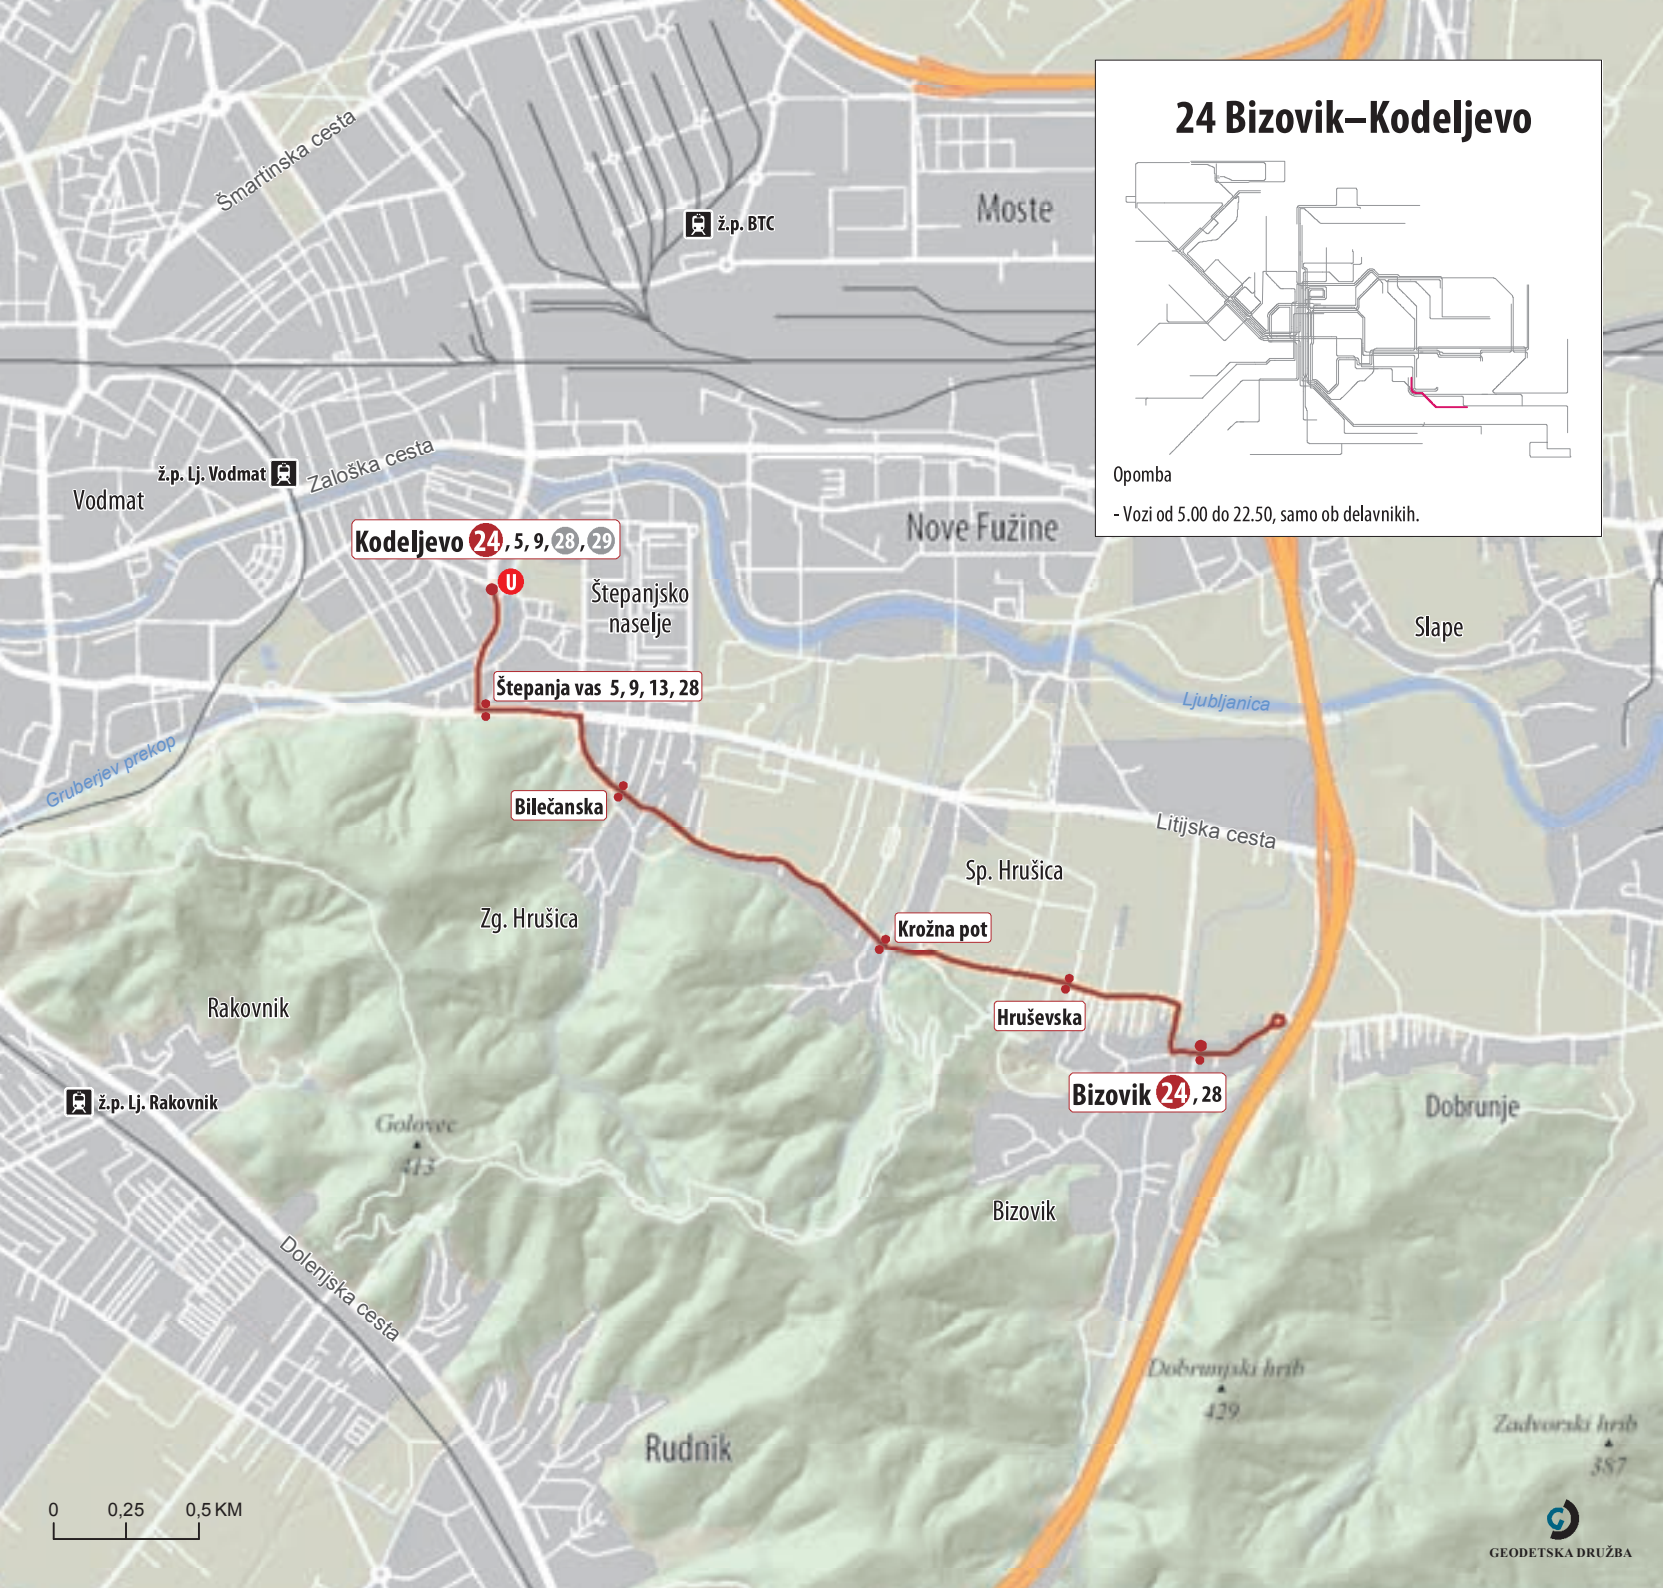 24 Bizovik–Kodeljevo
Opomba
- Vozi od 5.00 do 22.50, samo ob delavnikih.
Šmartinska cesta
ž.p. BTC
Moste
ž.p. Lj. Vodmat
Zaloška cesta
Vodmat
Kodeljevo 24, 5, 9, 28, 29
U
Nove Fužine
Štepanjsko
naselje
Slape
Štepanja vas 5, 9, 13, 28
Ljubljanica
Gruberjev prekop
Bilečanska
Litijska cesta
Sp. Hrušica
Zg. Hrušica
Krožna pot
Rakovnik
Hruševska
Bizovik 24, 28
ž.p. Lj. Rakovnik
Dobrunje
Golovec
413
Bizovik
Dolenjska cesta
Dobrunjski hrib
429
Zadvorski hrib
387
Rudnik
0 0,25 0,5 KM
GEODETSKA DRUŽBA